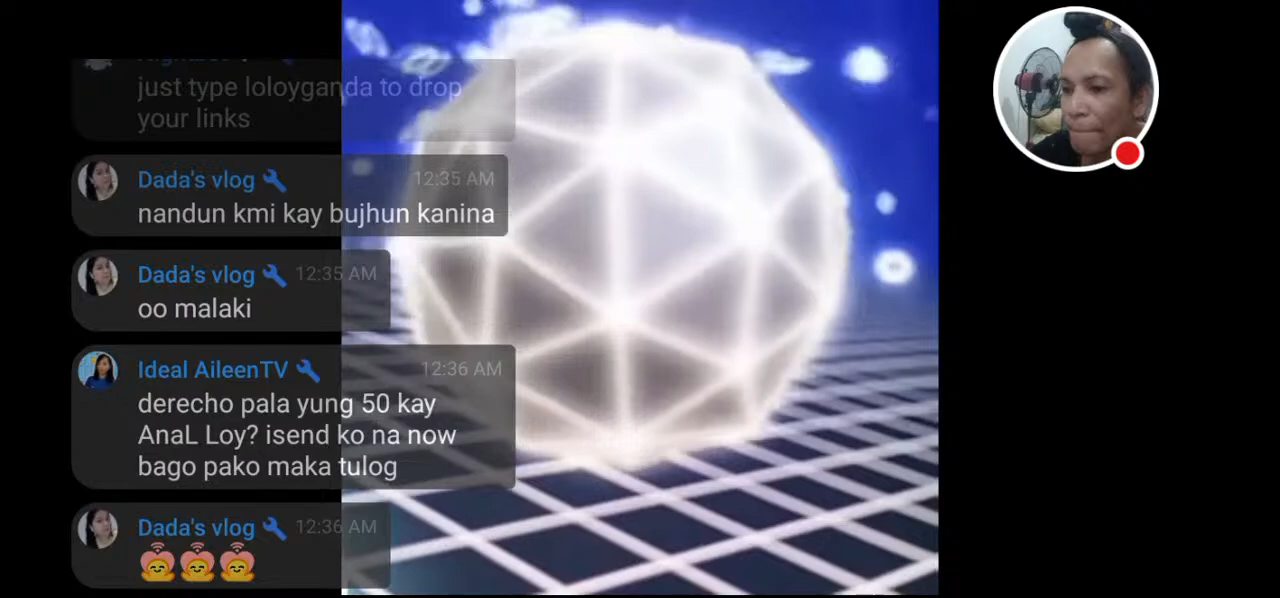 just type loloyganda to drop
your links
Dada's vlog 12:35 AM
nandun kmi kay bujhun kanina
Dada's vlog 12:35 AM
oo malaki
Ideal AileenTV 12:36 AM
derecho pala yung 50 kay
AnaL Loy? isend ko na now
bago pako maka tulog
Dada's vlog 12:36 AM